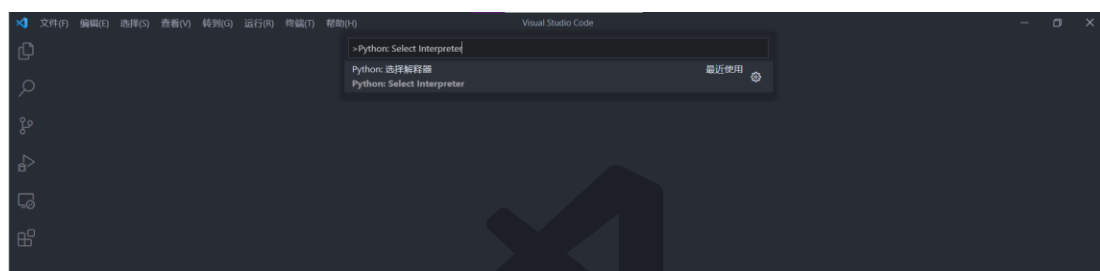 文件(F) 编辑(E) 选择(S) 查看(V) 转到(G) 运行(R) 终端(T) 帮助(H) Visual Studio Code
>Python: Select Interpreter
Python: 选择解释器 最近使用
Python: Select Interpreter